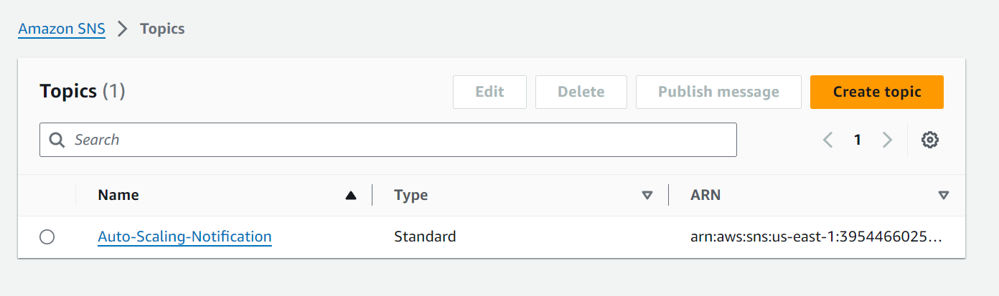 Amazon SNS > Topics
Topics (1)
Edit
Delete
Publish message
Create topic
Search
1
Name
Type
ARN
Auto-Scaling-Notification
Standard
arn:aws:sns:us-east-1:3954466025...